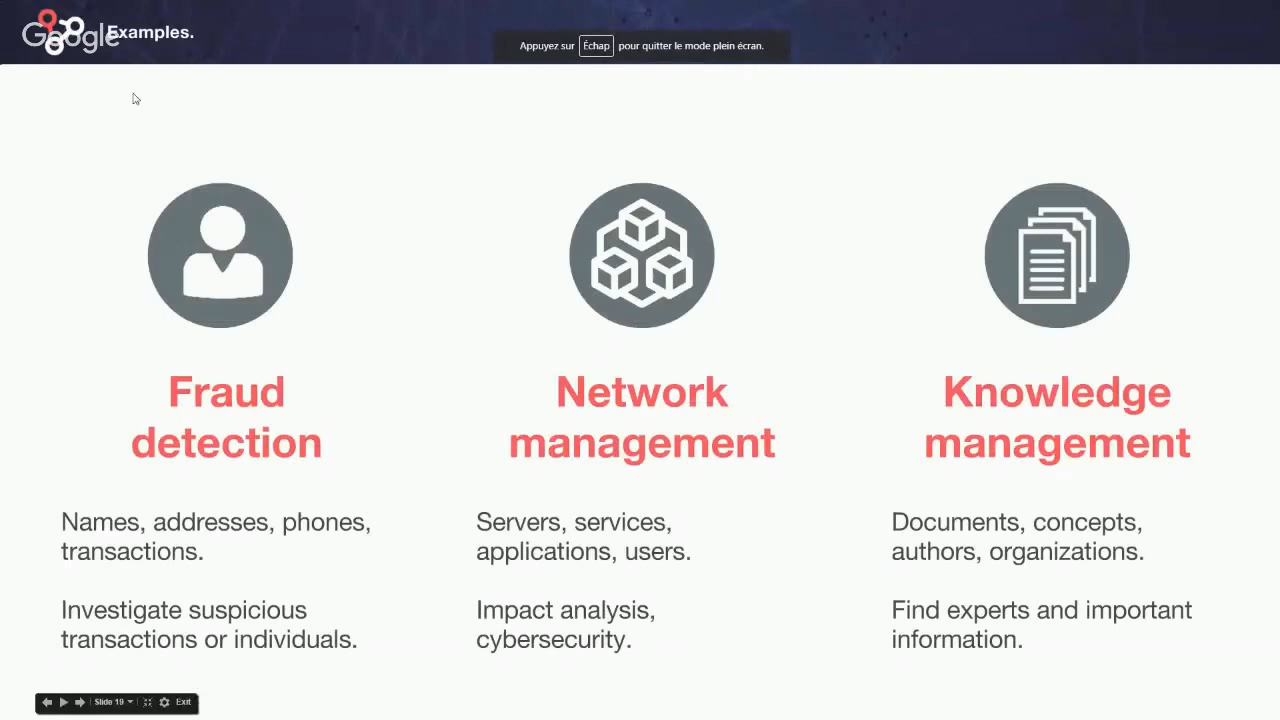 Google
Examples.
Appuyez sur Échap pour quitter le mode plein écran.
Fraud
detection
Names, addresses, phones,
transactions.
Investigate suspicious
transactions or individuals.
Network
management
Servers, services,
applications, users.
Impact analysis,
cybersecurity.
Knowledge
management
Documents, concepts,
authors, organizations.
Find experts and important
information.
Slide 19
Exit